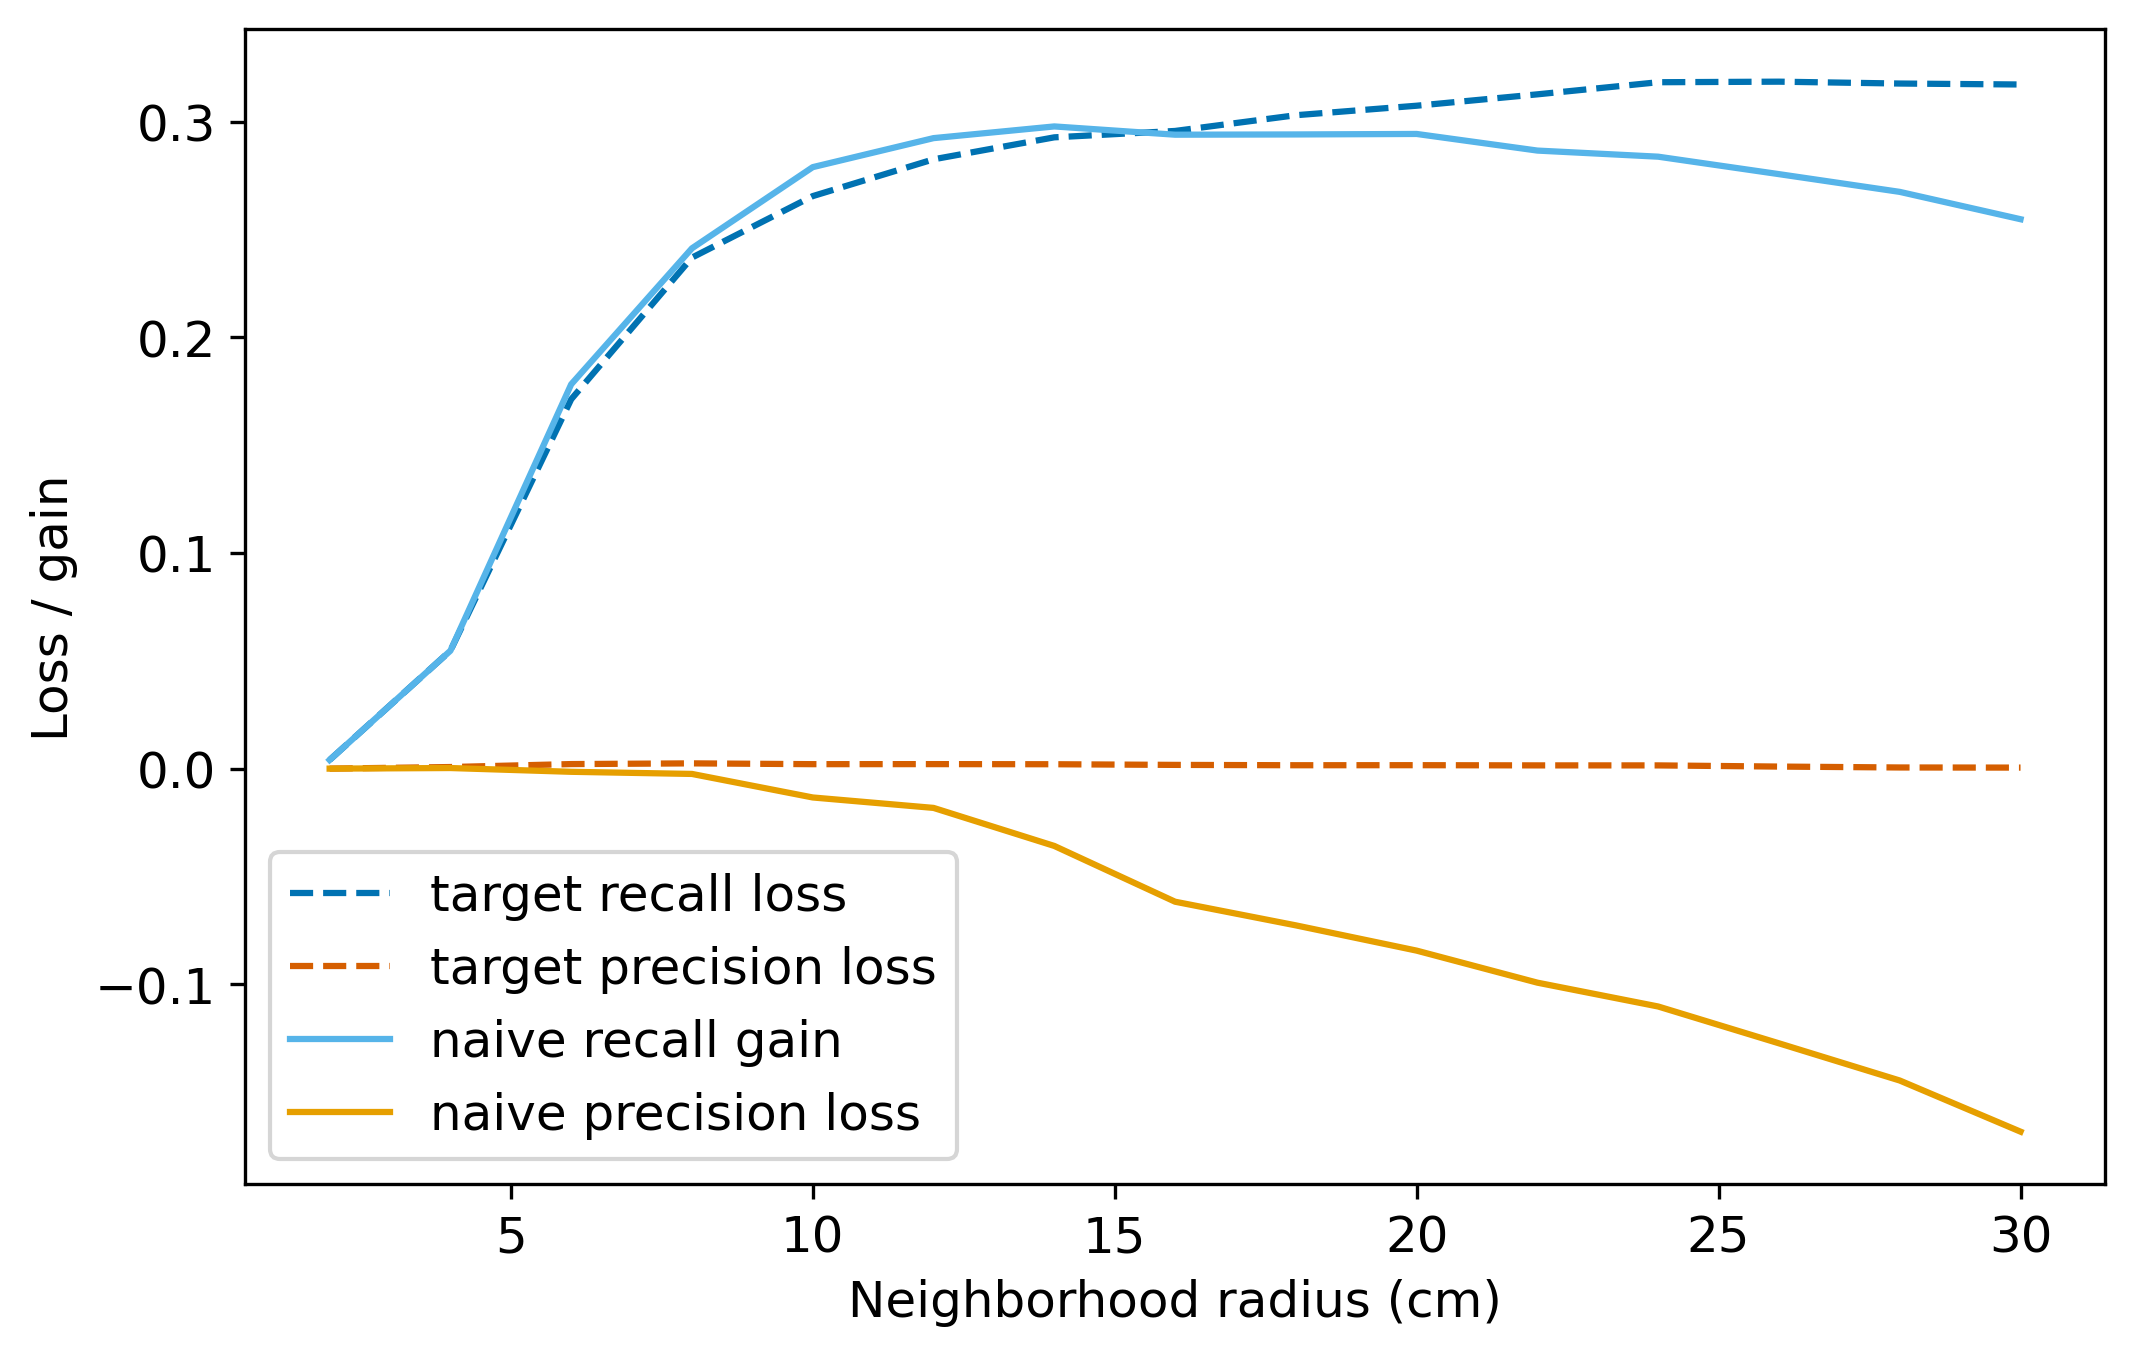 0.3
0.2
0.1
0.0
−0.1
Loss / gain
target recall loss
target precision loss
naive recall gain
naive precision loss
5 10 15 20 25 30
Neighborhood radius (cm)